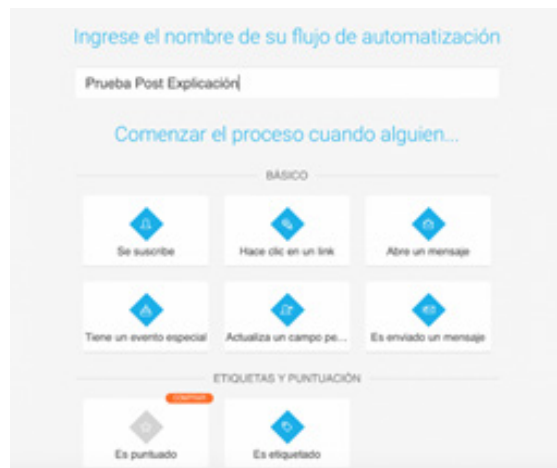 Ingrese el nombre de su flujo de automatización
Prueba Post Explicación
Comenzar el proceso cuando alguien...
BÁSICO
Se suscribe
Hace clic en un link
Abre un mensaje
Tiene un evento especial
Actualiza un campo pe...
Es enviado un mensaje
ETIQUETAS Y PUNTUACIÓN
COMPRAR
Es puntuado
Es etiquetado